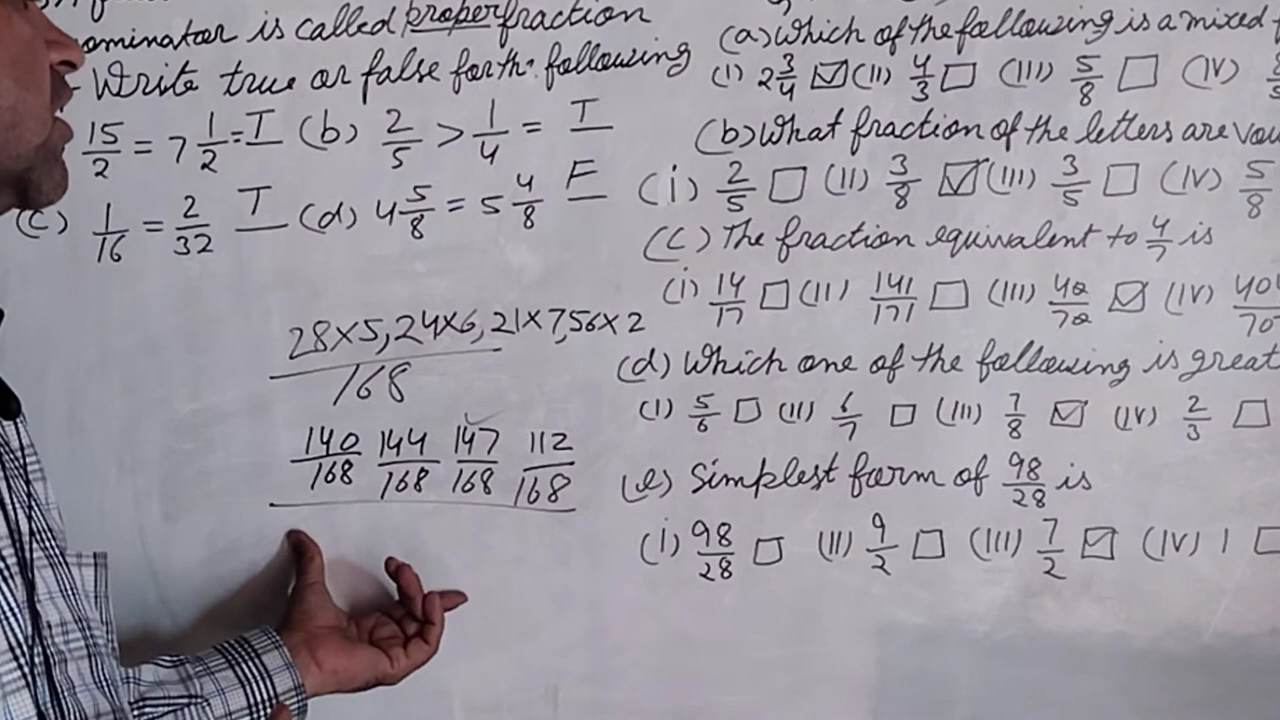 ominator is called proper fraction
Write true or false for th. following
15/2 = 7 1/2 = T (b) 2/5 > 1/4 = T
(c) 1/16 = 2/32 T (d) 4 5/8 = 5 4/8 F
28×5, 24×6, 21×7, 56×2
168
140/168 144/168 147/168 112/168
(a) Which of the following is a mixed
(i) 2 3/4 ☑ (ii) 4/3 □ (iii) 5/8 □ (iv)
(b) What fraction of the letters are vow
(i) 2/5 □ (ii) 3/8 ☑ (iii) 3/5 □ (iv) 5/8
(c) The fraction equivalent to 4/7 is
(i) 14/17 □ (ii) 141/171 □ (iii) 4a/7a ☑ (iv) 404/70
(d) Which one of the following is great
(i) 5/6 □ (ii) 6/7 □ (iii) 7/8 ☑ (iv) 2/3 □
(e) Simplest form of 98/28 is
(i) 98/28 □ (ii) 9/2 □ (iii) 7/2 ☑ (iv) 1 □